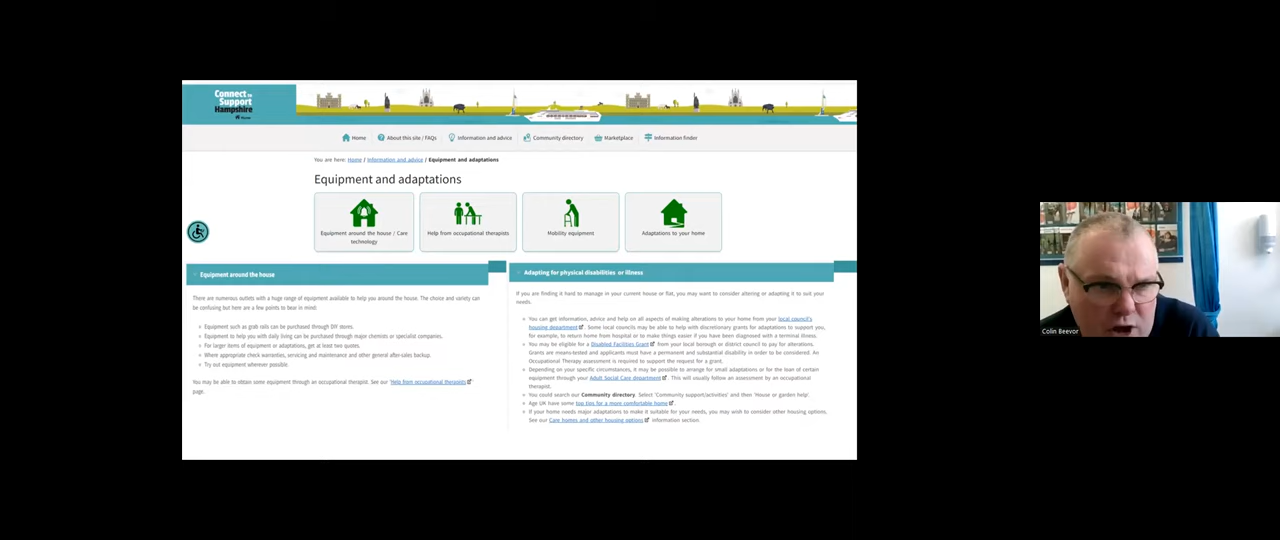 Connect to
Support
Hampshire
Home
About this site / FAQs
Information and advice
Community directory
Marketplace
Information finder
You are here: Home / Information and advice / Equipment and adaptations
Equipment and adaptations
Equipment around the house / Care
technology
Help from occupational therapists
Mobility equipment
Adaptations to your home
Equipment around the house
There are numerous outlets with a huge range of equipment available to help you around the house. The choice and variety can
be confusing but here are a few points to bear in mind:
Equipment such as grab rails can be purchased through DIY stores.
Equipment to help you with daily living can be purchased through major chemists or specialist companies.
For larger items of equipment or adaptations, get at least two quotes.
Where appropriate check warranties, servicing and maintenance and other general after-sales backup.
Try out equipment wherever possible.
You may be able to obtain some equipment through an occupational therapist. See our 'Help from occupational therapists'
page.
Adapting for physical disabilities or illness
If you are finding it hard to manage in your current house or flat, you may want to consider altering or adapting it to suit your
needs.
You can get information, advice and help on all aspects of making alterations to your home from your local council's
housing department. Some local councils may be able to help with discretionary grants for adaptations to support you,
for example, to return home from hospital or to make things easier if you have been diagnosed with a terminal illness.
You may be eligible for a Disabled Facilities Grant from your local borough or district council to pay for alterations.
Grants are means-tested and applicants must have a permanent and substantial disability in order to be considered. An
Occupational Therapy assessment is required to support the request for a grant.
Depending on your specific circumstances, it may be possible to arrange for small adaptations or for the loan of certain
equipment through your Adult Social Care department. This will usually follow an assessment by an occupational
therapist.
You could search our Community directory. Select 'Community support/activities' and then 'House or garden help'.
Age UK have some top tips for a more comfortable home.
If your home needs major adaptations to make it suitable for your needs, you may wish to consider other housing options.
See our Care homes and other housing options information section.
Colin Beevor